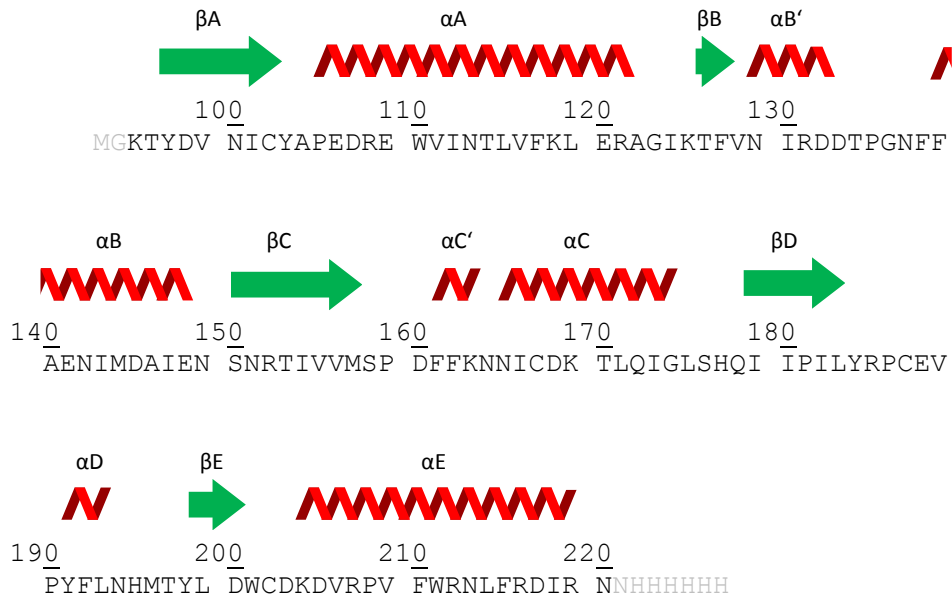 βA αA βB αB‘
100 110 120 130
MGKTYDV NICYAPEDRE WVINTLVFKL ERAGIKTFVN IRDDTPGNFF
αB βC αC‘ αC βD
140 150 160 170 180
AENIMDAIEN SNRTIVVMSP DFFKNNICDK TLQIGLSHQI IPILYRPCEV
αD βE αE
190 200 210 220
PYFLNHMTYL DWCDKDVRPV FWRNLFRDIR NNHHHHHH